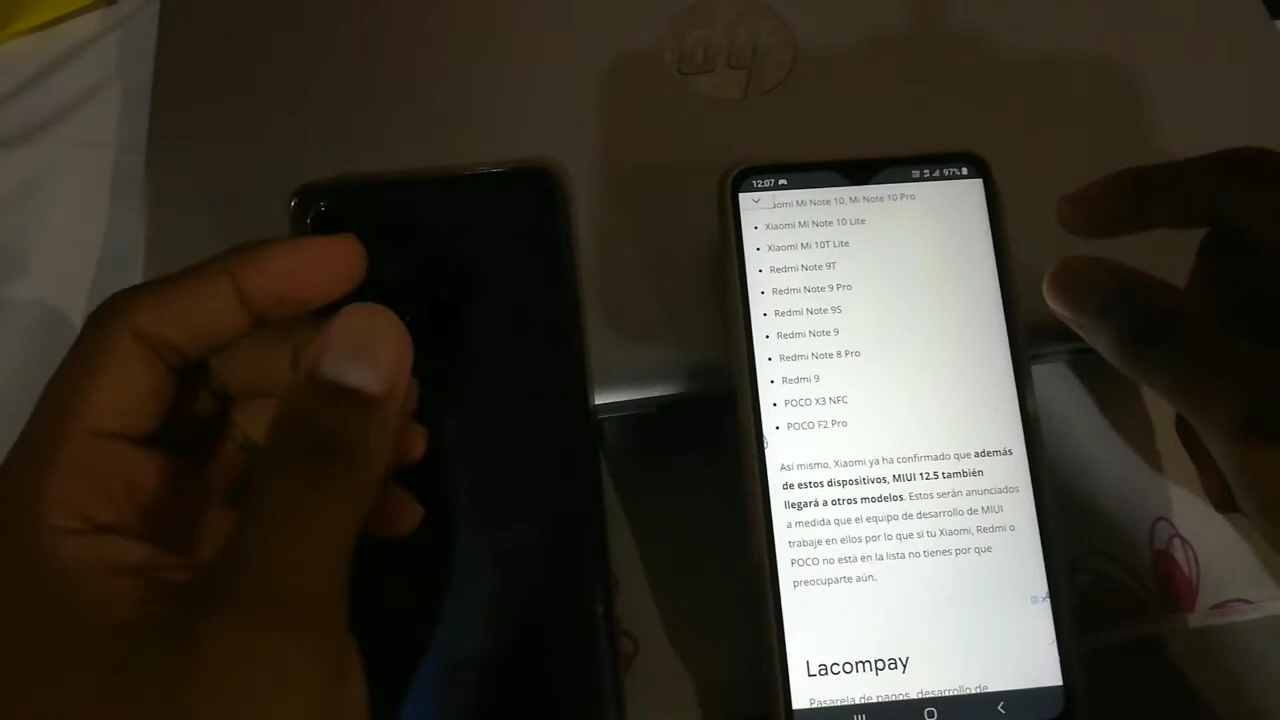 hp
12:07
97%
omi Mi Note 10, Mi Note 10 Pro
• Xiaomi Mi Note 10 Lite
• Xiaomi Mi 10T Lite
• Redmi Note 9T
• Redmi Note 9 Pro
• Redmi Note 9S
• Redmi Note 9
• Redmi Note 8 Pro
• Redmi 9
• POCO X3 NFC
• POCO F2 Pro
Así mismo, Xiaomi ya ha confirmado que además
de estos dispositivos, MIUI 12.5 también
llegará a otros modelos. Estos serán anunciados
a medida que el equipo de desarrollo de MIUI
trabaje en ellos por lo que si tu Xiaomi, Redmi o
POCO no está en la lista no tienes por que
preocuparte aún.
Lacompay
Pasarela de pagos, desarrollo de